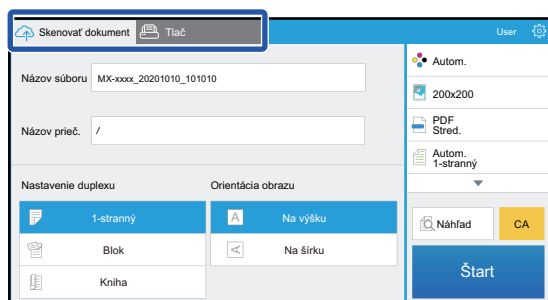 Skenovať dokument Tlač User
Názov súboru MX-xxxx_20201010_101010
Názov prieč. /
Nastavenie duplexu Orientácia obrazu
1-stranný A Na výšku
Blok A Na šírku
Kniha
Autom.
200x200
PDF
Stred.
Autom.
1-stranný
Náhľad CA
Štart